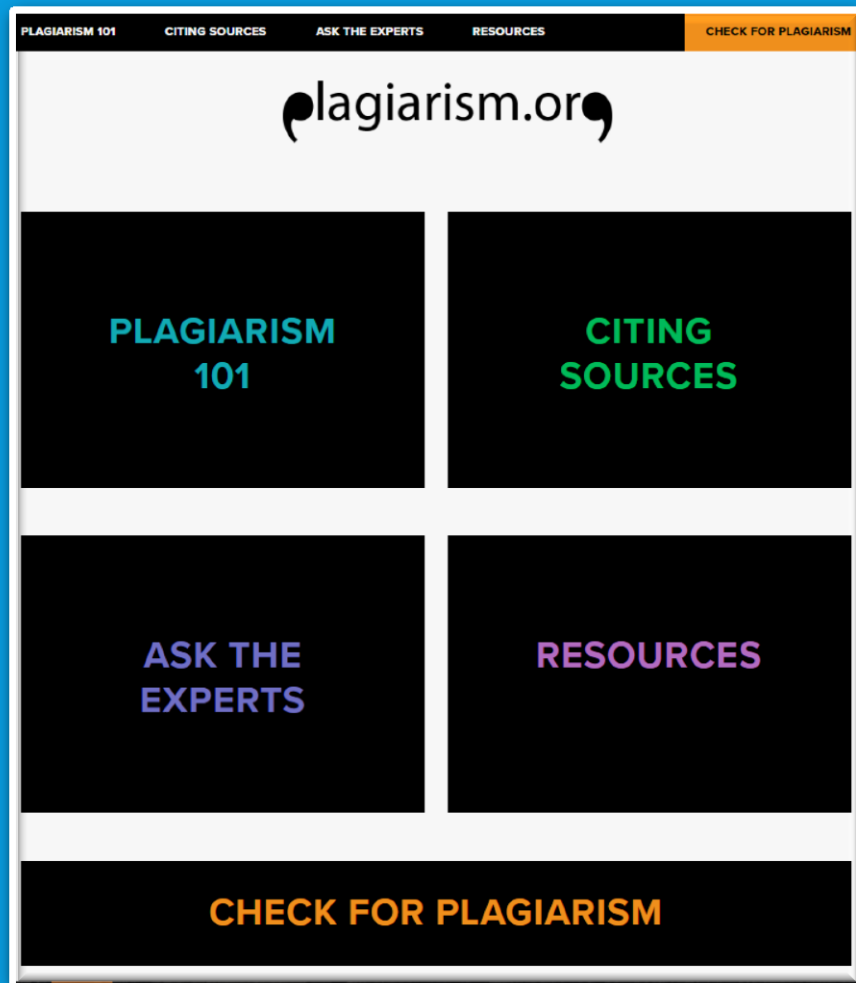 PLAGIARISM 101 CITING SOURCES ASK THE EXPERTS RESOURCES CHECK FOR PLAGIARISM
plagiarism.org
PLAGIARISM
101
CITING
SOURCES
ASK THE
EXPERTS
RESOURCES
CHECK FOR PLAGIARISM